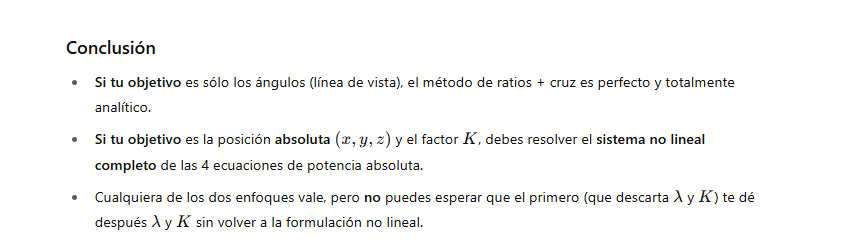 Conclusión
• Si tu objetivo es sólo los ángulos (línea de vista), el método de ratios + cruz es perfecto y totalmente
analítico.
• Si tu objetivo es la posición absoluta (x, y, z) y el factor K, debes resolver el sistema no lineal
completo de las 4 ecuaciones de potencia absoluta.
• Cualquiera de los dos enfoques vale, pero no puedes esperar que el primero (que descarta λ y K) te dé
después λ y K sin volver a la formulación no lineal.